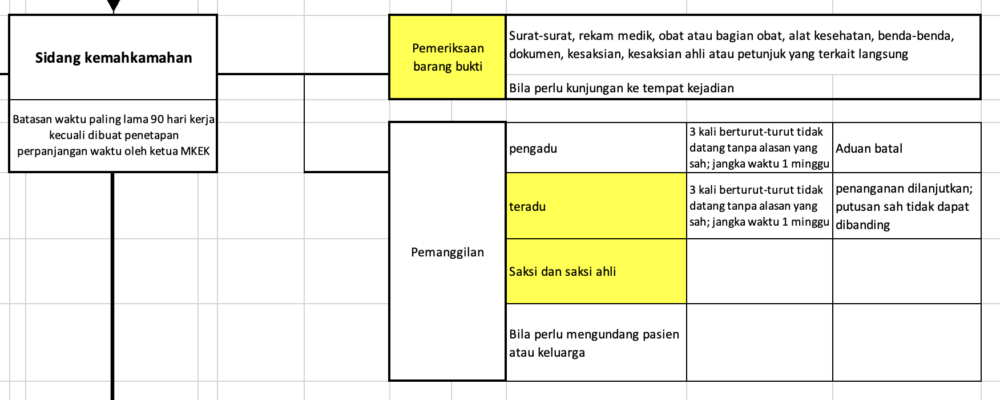 Sidang kemahkamahan
Batasan waktu paling lama 90 hari kerja
kecuali dibuat penetapan
perpanjangan waktu oleh ketua MKEK
Pemeriksaan
barang bukti
Surat-surat, rekam medik, obat atau bagian obat, alat kesehatan, benda-benda,
dokumen, kesaksian, kesaksian ahli atau petunjuk yang terkait langsung
Bila perlu kunjungan ke tempat kejadian
Pemanggilan
pengadu
3 kali berturut-turut tidak
datang tanpa alasan yang
sah; jangka waktu 1 minggu
Aduan batal
teradu
3 kali berturut-turut tidak
datang tanpa alasan yang
sah; jangka waktu 1 minggu
penanganan dilanjutkan;
putusan sah tidak dapat
dibanding
Saksi dan saksi ahli
Bila perlu mengundang pasien
atau keluarga